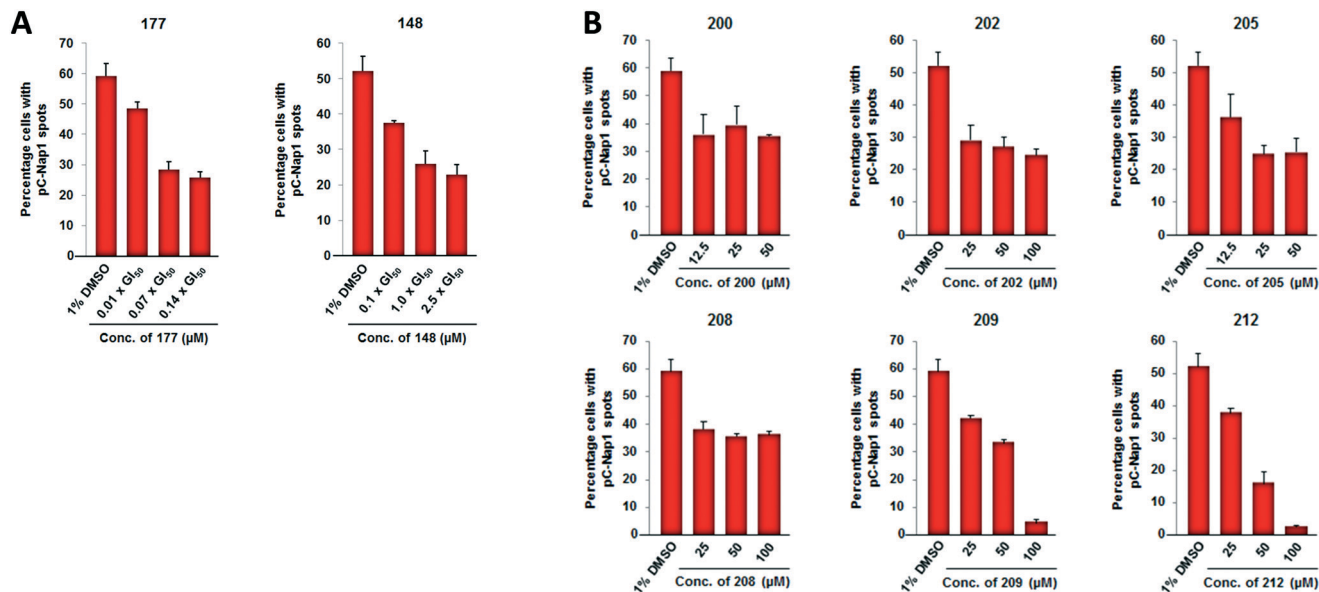 A
177
Percentage cells with
pC-Nap1 spots
70
60
50
40
30
20
10
0
1% DMSO
0.01 x GI₅₀
0.07 x GI₅₀
0.14 x GI₅₀
Conc. of 177 (µM)
148
Percentage cells with
pC-Nap1 spots
60
50
40
30
20
10
0
1% DMSO
0.1 x GI₅₀
1.0 x GI₅₀
2.5 x GI₅₀
Conc. of 148 (µM)
B
200
Percentage cells with
pC-Nap1 spots
70
60
50
40
30
20
10
0
1% DMSO
12.5
25
50
Conc. of 200 (µM)
202
Percentage cells with
pC-Nap1 spots
60
50
40
30
20
10
0
1% DMSO
25
50
100
Conc. of 202 (µM)
205
Percentage cells with
pC-Nap1 spots
60
50
40
30
20
10
0
1% DMSO
12.5
25
50
Conc. of 205 (µM)
208
Percentage cells with
pC-Nap1 spots
70
60
50
40
30
20
10
0
1% DMSO
25
50
100
Conc. of 208 (µM)
209
Percentage cells with
pC-Nap1 spots
70
60
50
40
30
20
10
0
1% DMSO
25
50
100
Conc. of 209 (µM)
212
Percentage cells with
pC-Nap1 spots
60
50
40
30
20
10
0
1% DMSO
25
50
100
Conc. of 212 (µM)